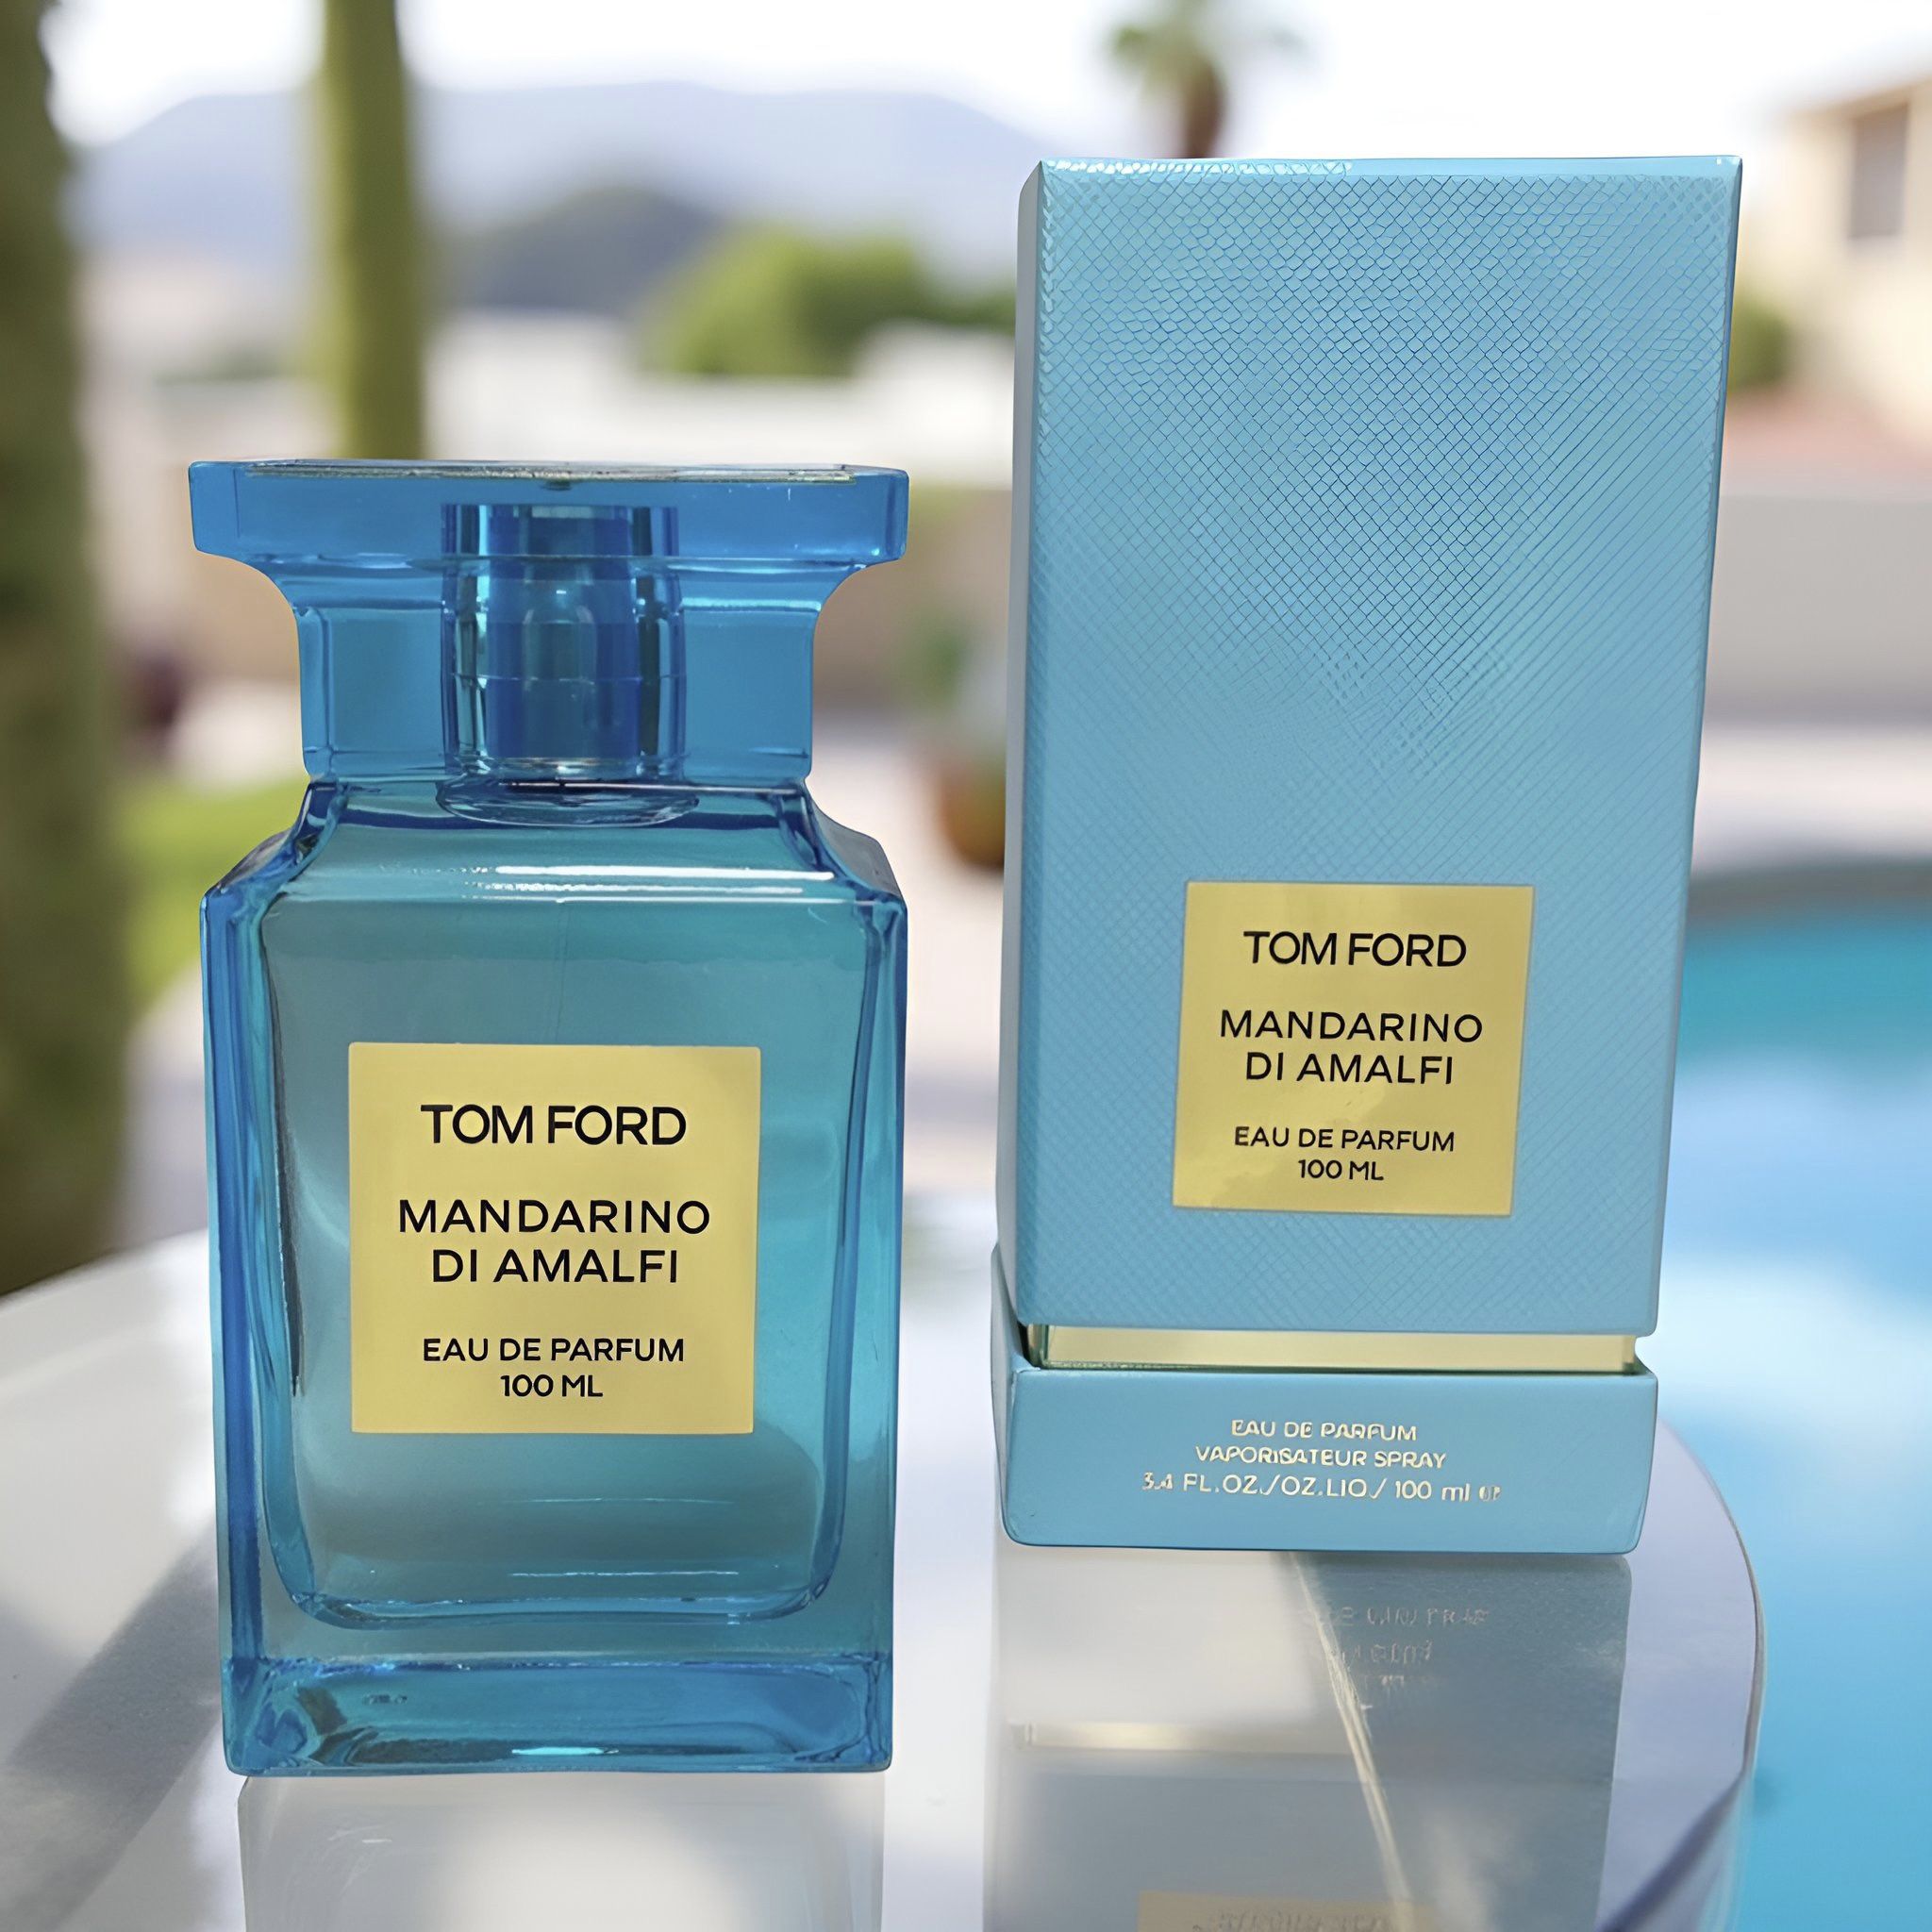 TOM FORD
MANDARINO
DI AMALFI
EAU DE PARFUM
100 ML
TOM FORD
MANDARINO
DI AMALFI
EAU DE PARFUM
100 ML
EAU DE PARFUM
VAPORISATEUR SPRAY
3.4 FL.OZ./OZ.LIQ./ 100 ml